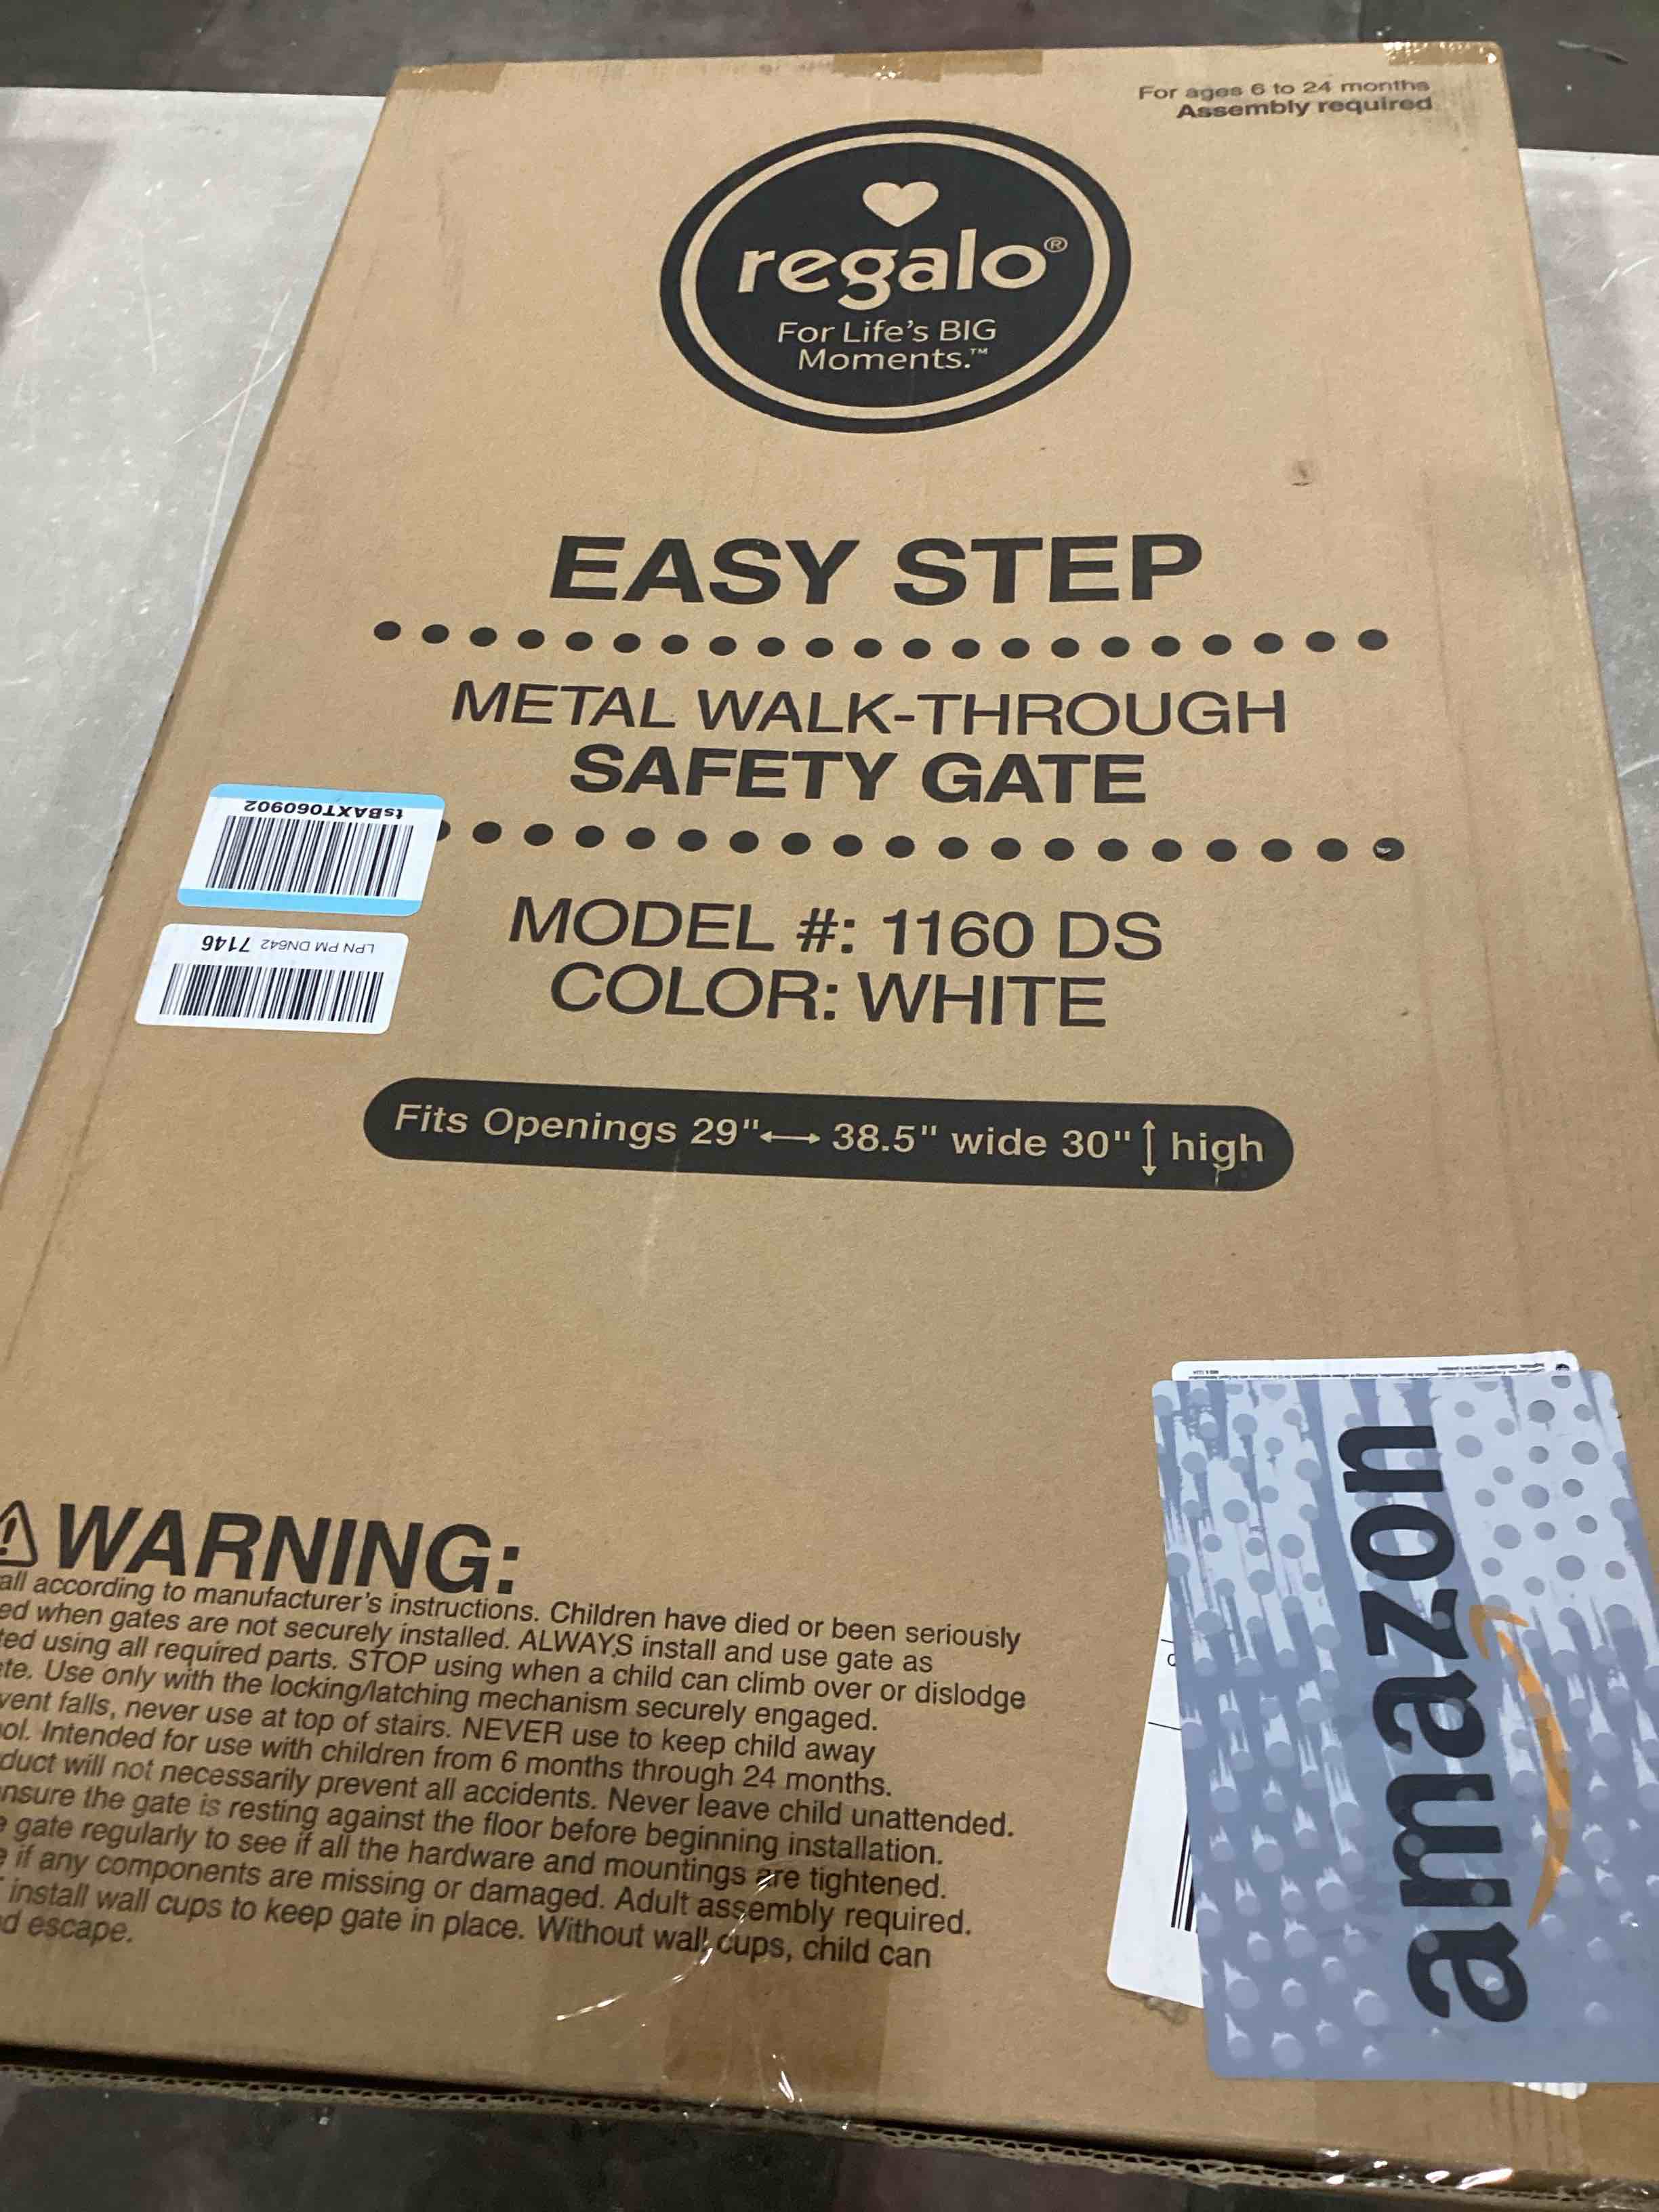 For ages 6 to 24 months
Assembly required
regalo®
For Life's BIG
Moments.™
EASY STEP
METAL WALK-THROUGH
SAFETY GATE
tsBAXT060902
LPN PM DN642 7146
MODEL #: 1160 DS
COLOR: WHITE
Fits Openings 29"↔ 38.5" wide 30"↕ high
amazon
⚠WARNING:
all according to manufacturer's instructions. Children have died or been seriously
ed when gates are not securely installed. ALWAYS install and use gate as
ted using all required parts. STOP using when a child can climb over or dislodge
te. Use only with the locking/latching mechanism securely engaged.
vent falls, never use at top of stairs. NEVER use to keep child away
ol. Intended for use with children from 6 months through 24 months.
duct will not necessarily prevent all accidents. Never leave child unattended.
nsure the gate is resting against the floor before beginning installation.
e gate regularly to see if all the hardware and mountings are tightened.
e if any components are missing or damaged. Adult assembly required.
install wall cups to keep gate in place. Without wall cups, child can
d escape.